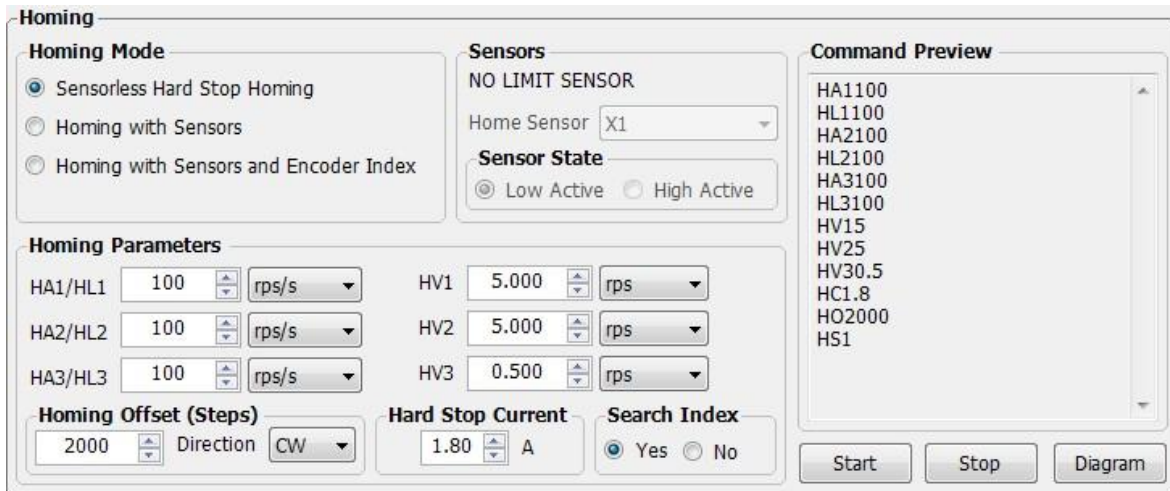 Homing
Homing Mode
Sensorless Hard Stop Homing
Homing with Sensors
Homing with Sensors and Encoder Index
Sensors
NO LIMIT SENSOR
Home Sensor X1
Sensor State
Low Active High Active
Command Preview
HA1100
HL1100
HA2100
HL2100
HA3100
HL3100
HV15
HV25
HV30.5
HC1.8
HO2000
HS1
Homing Parameters
HA1/HL1 100 rps/s HV1 5.000 rps
HA2/HL2 100 rps/s HV2 5.000 rps
HA3/HL3 100 rps/s HV3 0.500 rps
Homing Offset (Steps)
2000 Direction CW
Hard Stop Current
1.80 A
Search Index
Yes No
Start Stop Diagram